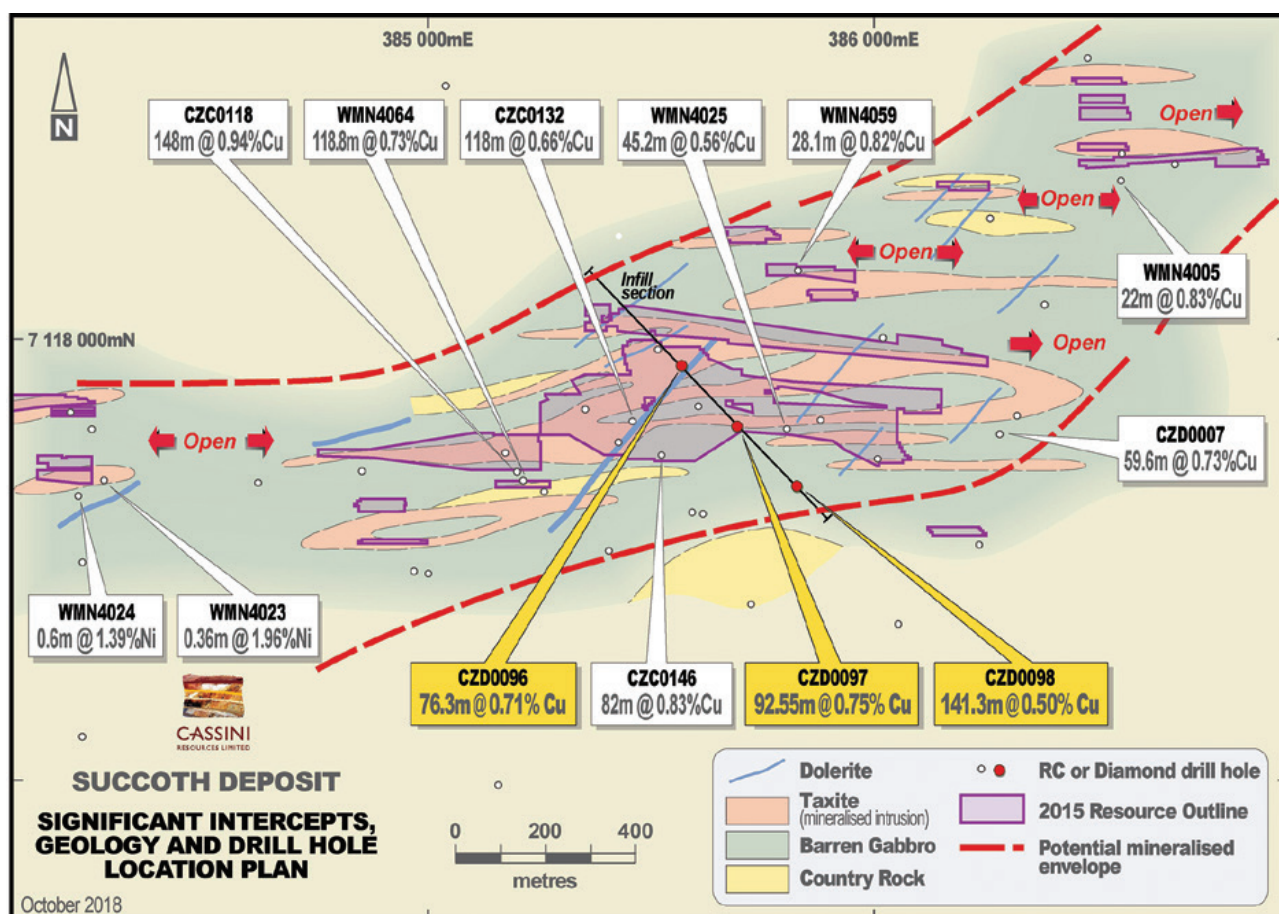 385 000mE
386 000mE
N
CZC0118
148m @ 0.94%Cu
WMN4064
118.8m @ 0.73%Cu
CZC0132
118m @ 0.66%Cu
WMN4025
45.2m @ 0.56%Cu
WMN4059
28.1m @ 0.82%Cu
Open
Open
Open
Infill
section
WMN4005
22m @ 0.83%Cu
7 118 000mN
Open
Open
CZD0007
59.6m @ 0.73%Cu
WMN4024
0.6m @ 1.39%Ni
WMN4023
0.36m @ 1.96%Ni
CZD0096
76.3m @ 0.71% Cu
CZC0146
82m @ 0.83%Cu
CZD0097
92.55m @ 0.75% Cu
CZD0098
141.3m @ 0.50% Cu
CASSINI
RESOURCES LIMITED
SUCCOTH DEPOSIT
SIGNIFICANT INTERCEPTS,
GEOLOGY AND DRILL HOLE
LOCATION PLAN
October 2018
0 200 400
metres
Dolerite
Taxite
(mineralised intrusion)
Barren Gabbro
Country Rock
RC or Diamond drill hole
2015 Resource Outline
Potential mineralised
envelope